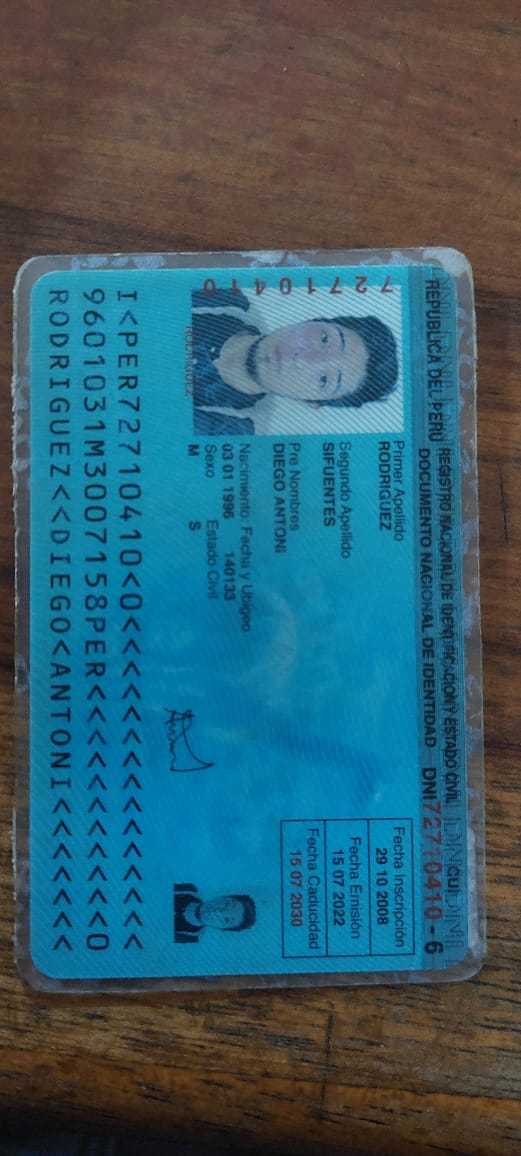 REPUBLICA DEL PERU REGISTRO NACIONAL DE IDENTIFICACION Y ESTADO CIVIL
DOCUMENTO NACIONAL DE IDENTIDAD DNI 72710410 - 6
CUI
72710410
Primer Apellido
RODRIGUEZ
Segundo Apellido
SIFUENTES
Pre Nombres
DIEGO ANTONI
Nacimiento: Fecha y Ubigeo
03 01 1996 140133
Sexo Estado Civil
M S
Fecha Inscripción
29 10 2008
Fecha Emisión
15 07 2022
Fecha Caducidad
15 07 2030
RODRIGUEZ
I<PER72710410<0<<<<<<<<<<<<<<<
9601031M3007158PER<<<<<<<<<<<0
RODRIGUEZ<<DIEGO<ANTONI<<<<<<<